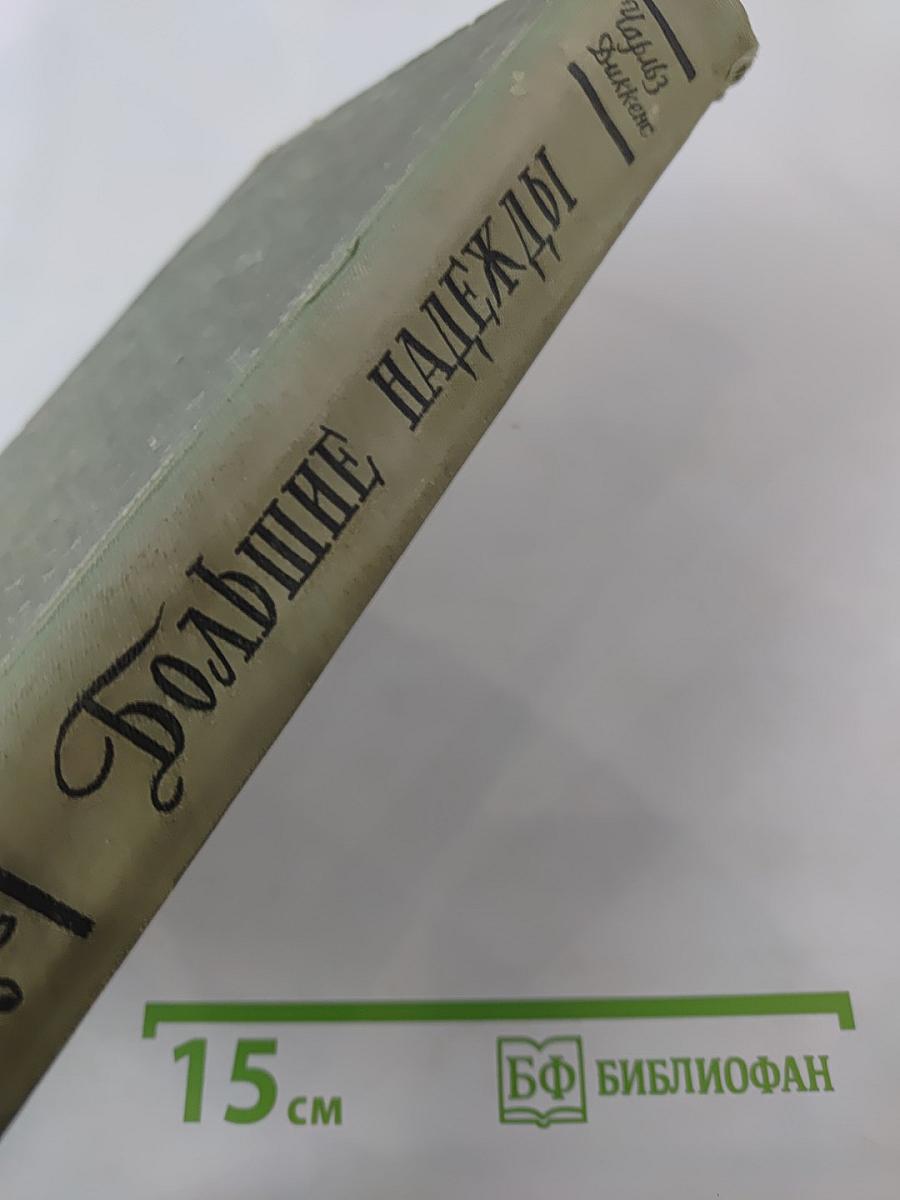 Чарльз
Диккенс
БОЛЬШИЕ НАДЕЖДЫ
15 см
БФ БИБЛИОФАН